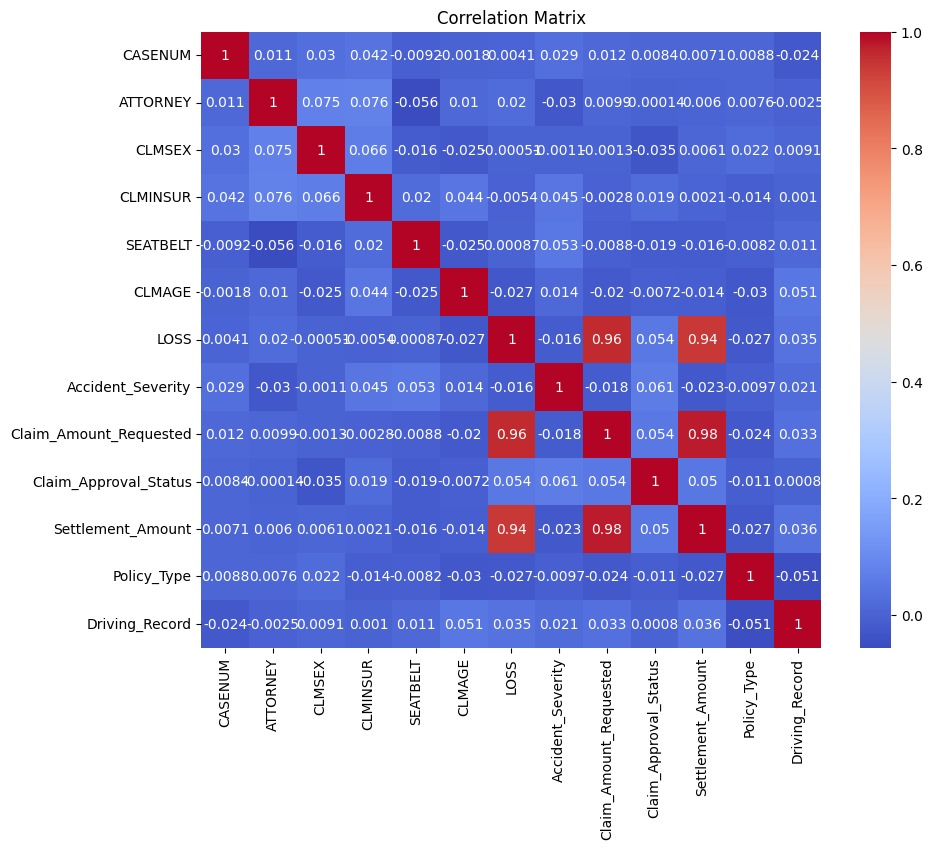 Correlation Matrix
CASENUM 1 0.011 0.03 0.042 -0.0092 -0.0018 0.0041 0.029 0.012 0.0084 0.0071 0.0088 -0.024 1.0
ATTORNEY 0.011 1 0.075 0.076 -0.056 0.01 0.02 -0.03 0.0099 0.00014 0.006 0.0076 -0.0025
CLMSEX 0.03 0.075 1 0.066 -0.016 -0.025 -0.0011 -0.0013 -0.035 0.0061 0.022 0.0091
0.8
CLMINSUR 0.042 0.076 0.066 1 0.02 0.044 -0.0054 0.045 -0.0028 0.019 0.0021 -0.014 0.001
SEATBELT -0.0092 -0.056 -0.016 0.02 1 -0.025 0.00087 0.053 -0.0088 -0.019 -0.016 -0.0082 0.011
0.6
CLMAGE -0.0018 0.01 -0.025 0.044 -0.025 1 -0.027 0.014 -0.02 -0.0072 -0.014 -0.03 0.051
LOSS 0.0041 0.02 -0.0054 0.00087 -0.027 1 -0.016 0.96 0.054 0.94 -0.027 0.035
Accident_Severity 0.029 -0.03 -0.0011 0.045 0.053 0.014 -0.016 1 -0.018 0.061 -0.023 -0.0097 0.021
0.4
Claim_Amount_Requested 0.012 0.0099 -0.0013 -0.0028 -0.0088 -0.02 0.96 -0.018 1 0.054 0.98 -0.024 0.033
Claim_Approval_Status 0.0084 -0.035 0.019 -0.019 -0.0072 0.054 0.061 0.054 1 0.05 -0.011 0.0008
0.2
Settlement_Amount 0.0071 0.006 0.0061 0.0021 -0.016 -0.014 0.94 -0.023 0.98 0.05 1 -0.027 0.036
Policy_Type 0.0088 0.0076 0.022 -0.014 -0.0082 -0.03 -0.027 -0.0097 -0.024 -0.011 -0.027 1 -0.051
Driving_Record -0.024 -0.0025 0.0091 0.001 0.011 0.051 0.035 0.021 0.033 0.0008 0.036 -0.051 1
0.0
CASENUM
ATTORNEY
CLMSEX
CLMINSUR
SEATBELT
CLMAGE
LOSS
Accident_Severity
Claim_Amount_Requested
Claim_Approval_Status
Settlement_Amount
Policy_Type
Driving_Record